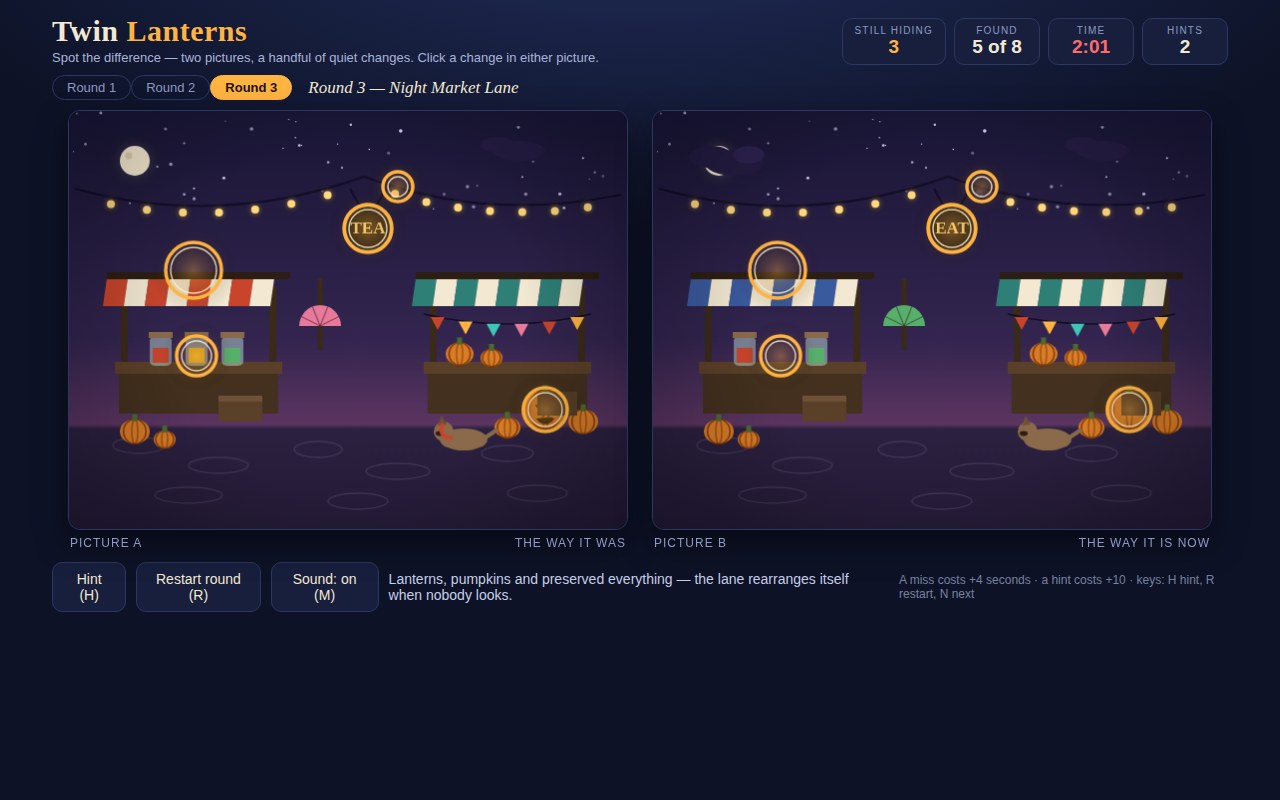 Twin Lanterns
Spot the difference — two pictures, a handful of quiet changes. Click a change in either picture.
STILL HIDING
3
FOUND
5 of 8
TIME
2:01
HINTS
2
Round 1
Round 2
Round 3
Round 3 — Night Market Lane
TEA
EAT
PICTURE A
THE WAY IT WAS
PICTURE B
THE WAY IT IS NOW
Hint
(H)
Restart round
(R)
Sound: on
(M)
Lanterns, pumpkins and preserved everything — the lane rearranges itself
when nobody looks.
A miss costs +4 seconds · a hint costs +10 · keys: H hint, R
restart, N next